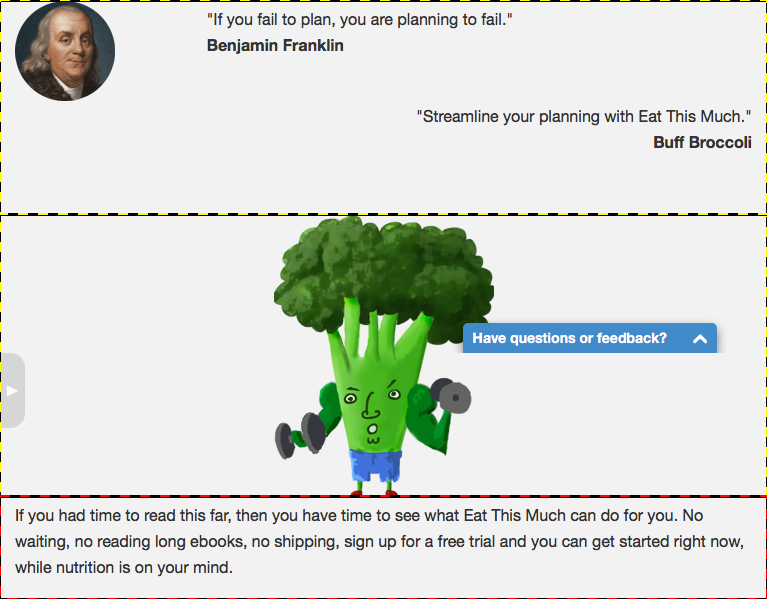 "If you fail to plan, you are planning to fail."
Benjamin Franklin
"Streamline your planning with Eat This Much."
Buff Broccoli
Have questions or feedback?
If you had time to read this far, then you have time to see what Eat This Much can do for you. No
waiting, no reading long ebooks, no shipping, sign up for a free trial and you can get started right now,
while nutrition is on your mind.